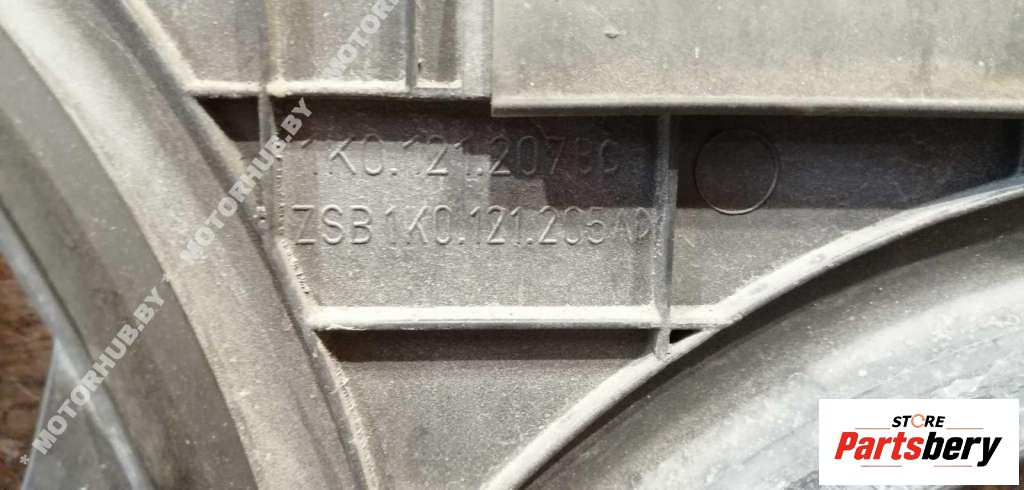 1K0.121.207BC
ZSB 1K0.121.205AP
* MOTORHUB.BY
* MOTORHUB.BY
* MOTORHUB.BY
STORE
Partsbery